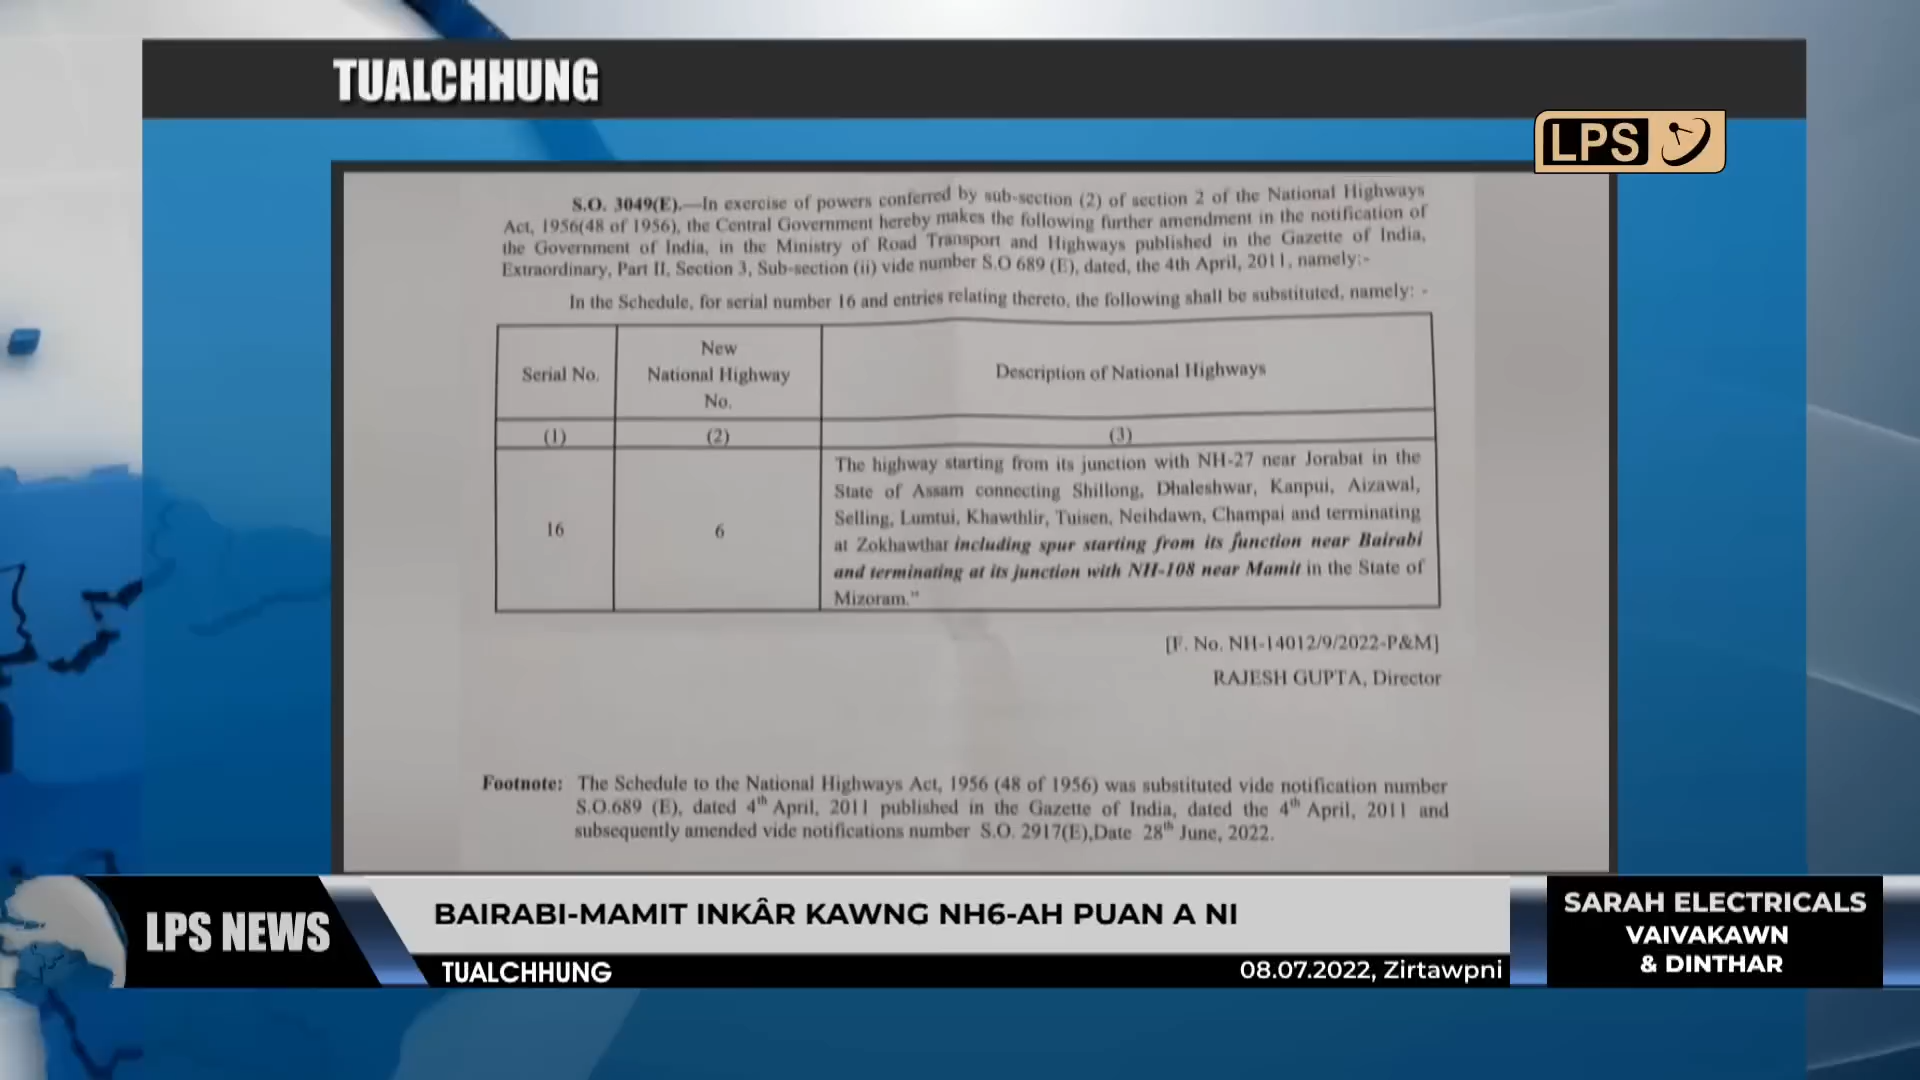 TUALCHHUNG
LPS
S.O. 3049(E).—In exercise of powers conferred by sub-section (2) of section 2 of the National Highways
Act, 1956(48 of 1956), the Central Government hereby makes the following further amendment in the notification of
the Government of India, in the Ministry of Road Transport and Highways published in the Gazette of India,
Extraordinary, Part II, Section 3, Sub-section (ii) vide number S.O 689 (E), dated, the 4th April, 2011, namely:-
In the Schedule, for serial number 16 and entries relating thereto, the following shall be substituted, namely: -
Serial No.
New
National Highway
No.
Description of National Highways
(1)
(2)
(3)
16
6
The highway starting from its junction with NH-27 near Jorabat in the
State of Assam connecting Shillong, Dhaleshwar, Kanpui, Aizawal,
Selling, Lumtui, Khawthlir, Tuisen, Neihdawn, Champai and terminating
at Zokhawthar including spur starting from its junction near Bairabi
and terminating at its junction with NH-108 near Mamit in the State of
Mizoram.”
[F. No. NH-14012/9/2022-P&M]
RAJESH GUPTA, Director
Footnote: The Schedule to the National Highways Act, 1956 (48 of 1956) was substituted vide notification number
S.O.689 (E), dated 4th April, 2011 published in the Gazette of India, dated the 4th April, 2011 and
subsequently amended vide notifications number S.O. 2917(E),Date 28th June, 2022.
LPS NEWS
BAIRABI-MAMIT INKÂR KAWNG NH6-AH PUAN A NI
TUALCHHUNG
08.07.2022, Zirtawpni
SARAH ELECTRICALS
VAIVAKAWN
& DINTHAR